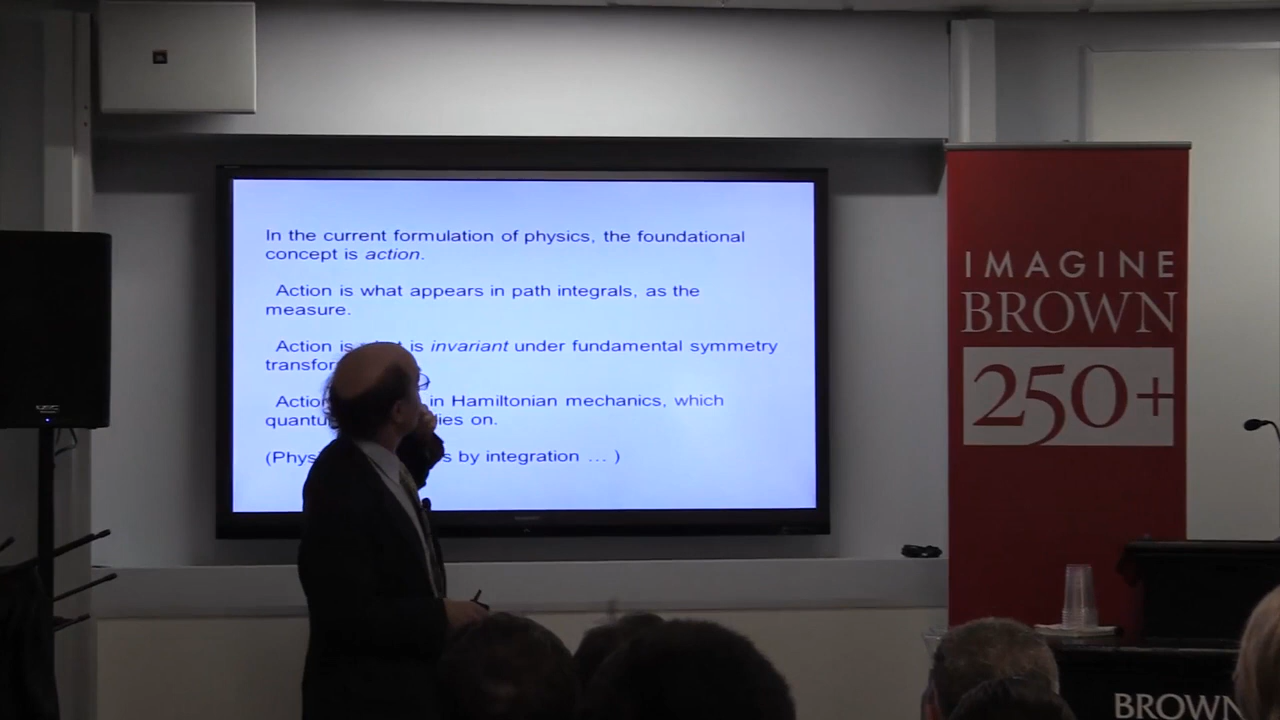 In the current formulation of physics, the foundational
concept is action.
Action is what appears in path integrals, as the
measure.
Action is is invariant under fundamental symmetry
transfor
Action in Hamiltonian mechanics, which
quantu ies on.
(Phys s by integration … )
IMAGINE
BROWN
250+
BROWN